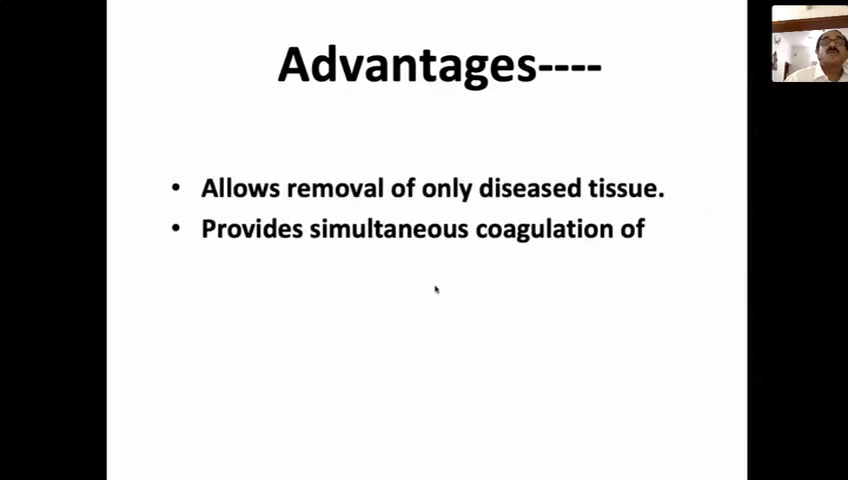 Advantages----
• Allows removal of only diseased tissue.
• Provides simultaneous coagulation of